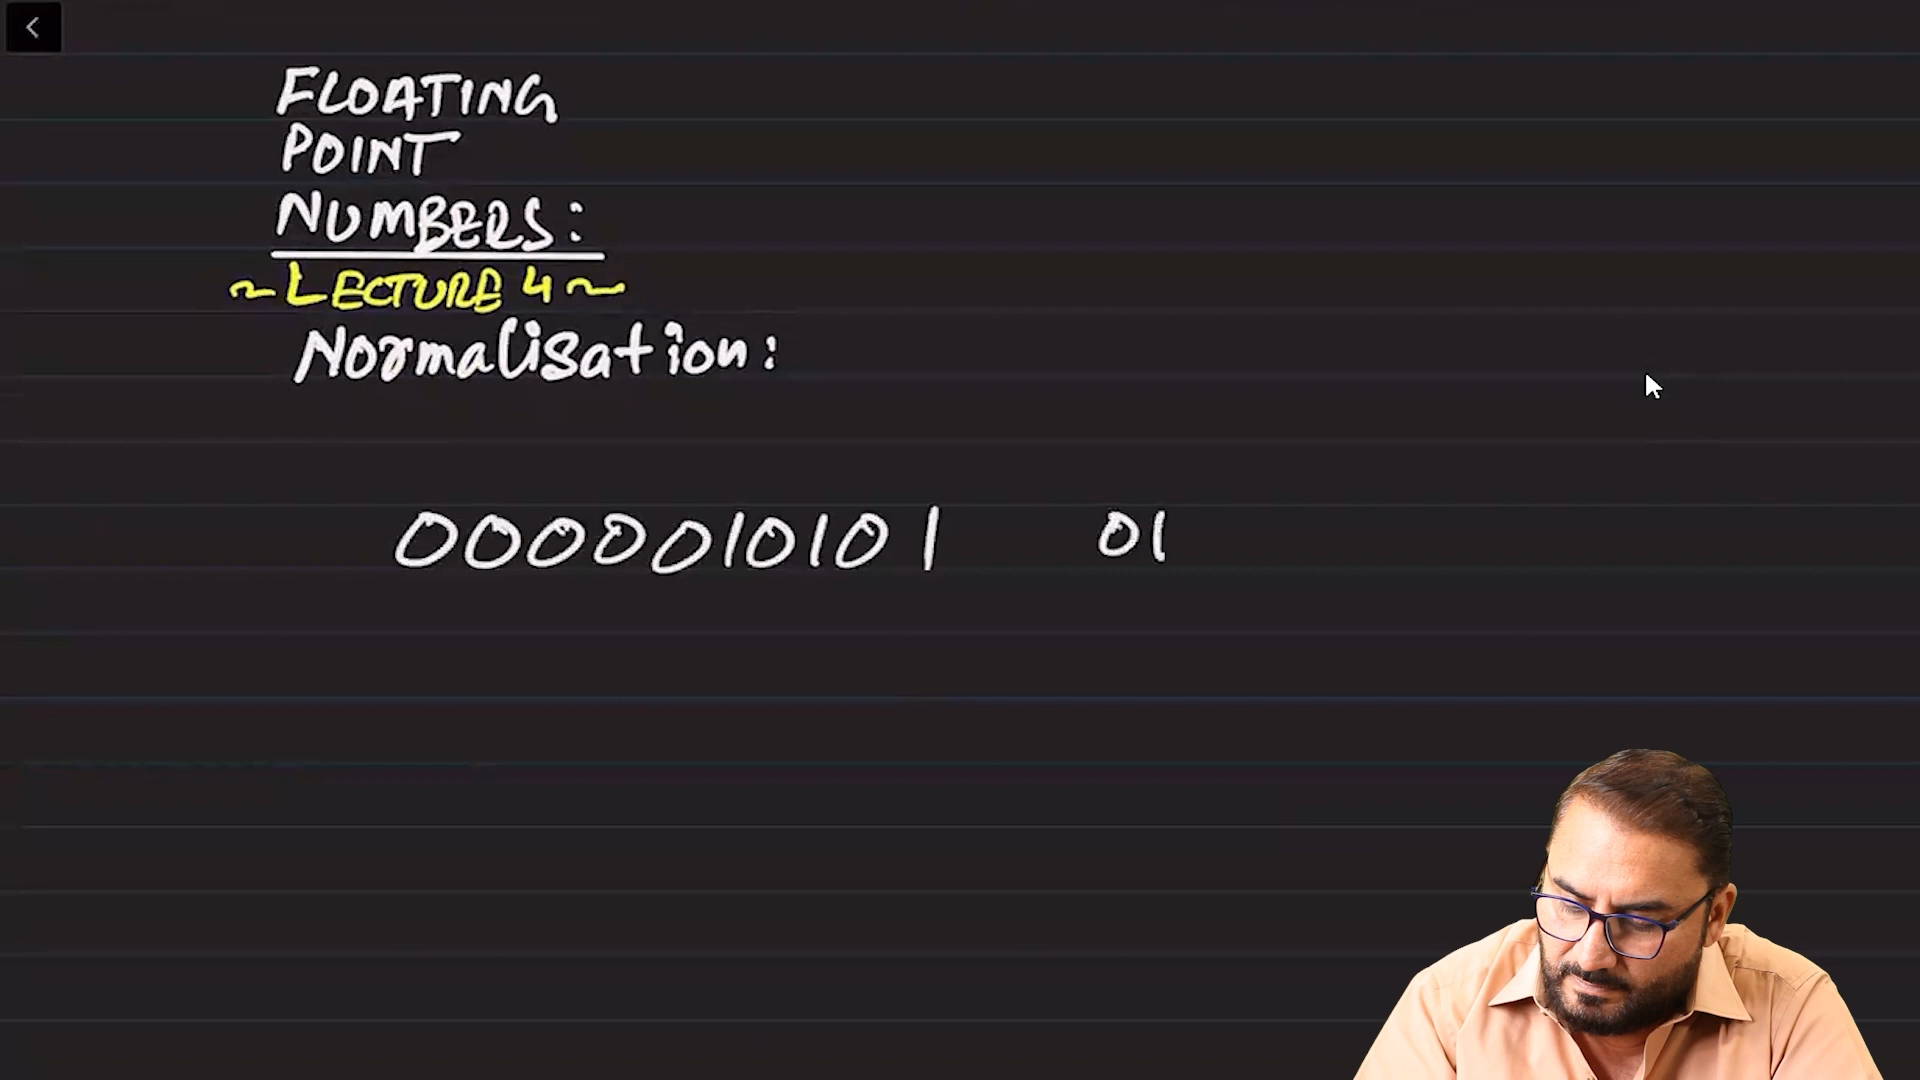 FLOATING
POINT
NUMBERS:
~LECTURE 4~
Normalisation:
0000010101 01